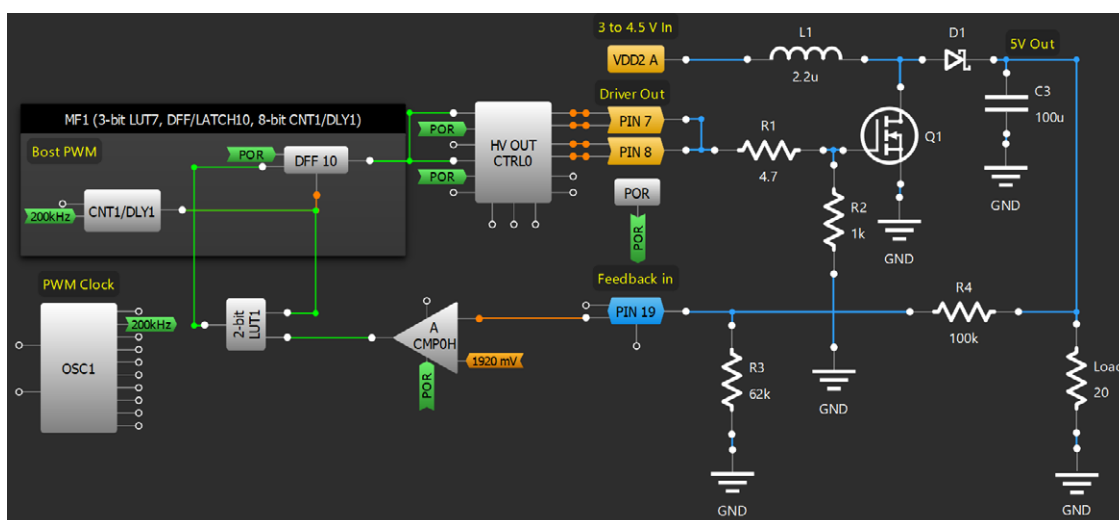 3 to 4.5 V In
L1
D1
5V Out
VDD2 A
2.2u
Driver Out
C3
100u
MF1 (3-bit LUT7, DFF/LATCH10, 8-bit CNT1/DLY1)
POR
HV OUT
CTRL0
PIN 7
R1
Q1
Bost PWM
POR
DFF 10
PIN 8
4.7
POR
POR
GND
CNT1/DLY1
200kHz
R2
1k
POR
GND
PWM Clock
Feedback in
R4
200kHz
2-bit
LUT1
A
CMP0H
PIN 19
100k
OSC1
1920 mV
POR
R3
62k
GND
Load
20
GND
GND